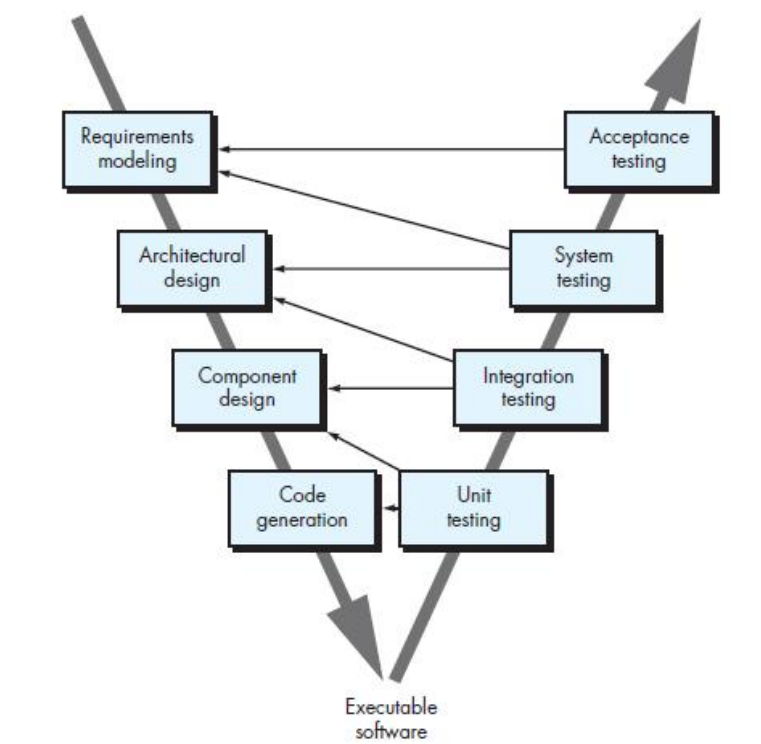 Requirements
modeling
Acceptance
testing
Architectural
design
System
testing
Component
design
Integration
testing
Code
generation
Unit
testing
Executable
software